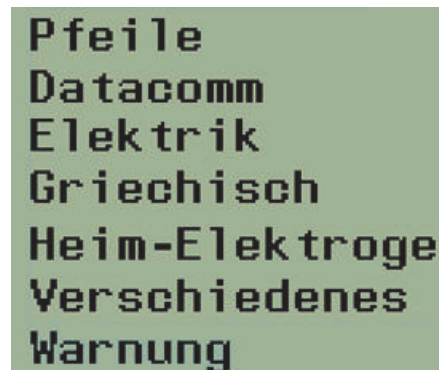 Pfeile
Datacomm
Elektrik
Griechisch
Heim-Elektroge
Verschiedenes
Warnung